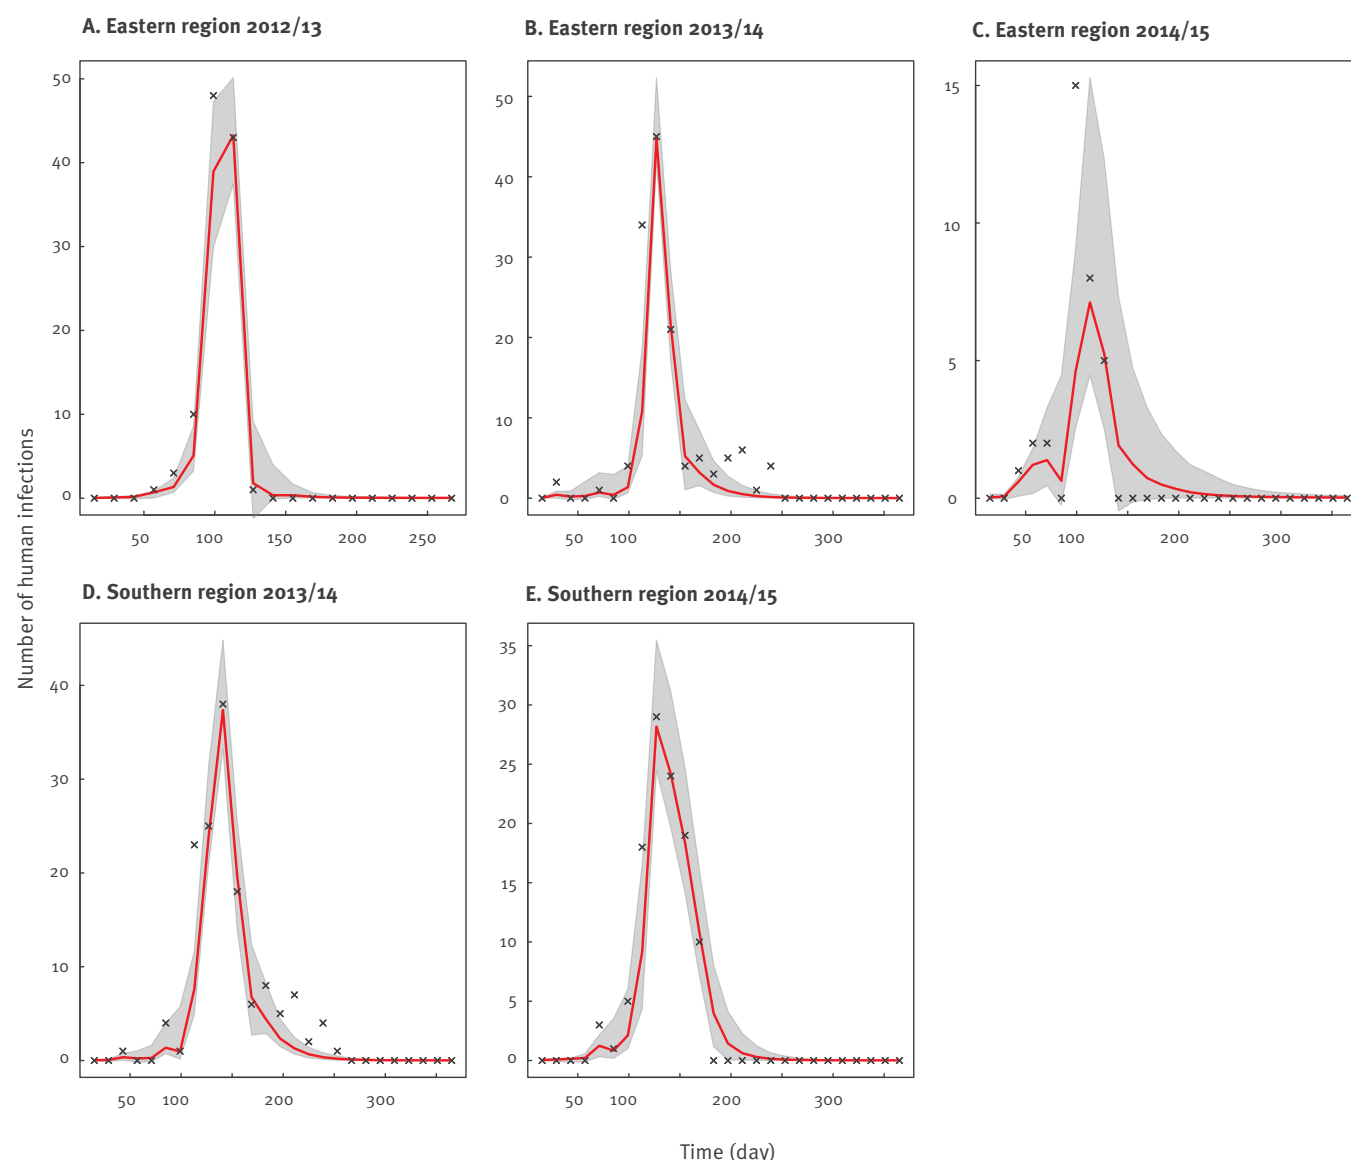 A. Eastern region 2012/13
B. Eastern region 2013/14
C. Eastern region 2014/15
50
40
30
20
10
0
50 100 150 200 250
50
40
30
20
10
0
50 100 200 300
15
10
5
0
50 100 200 300
Number of human infections
D. Southern region 2013/14
E. Southern region 2014/15
40
30
20
10
0
50 100 200 300
35
30
25
20
15
10
5
0
50 100 200 300
Time (day)